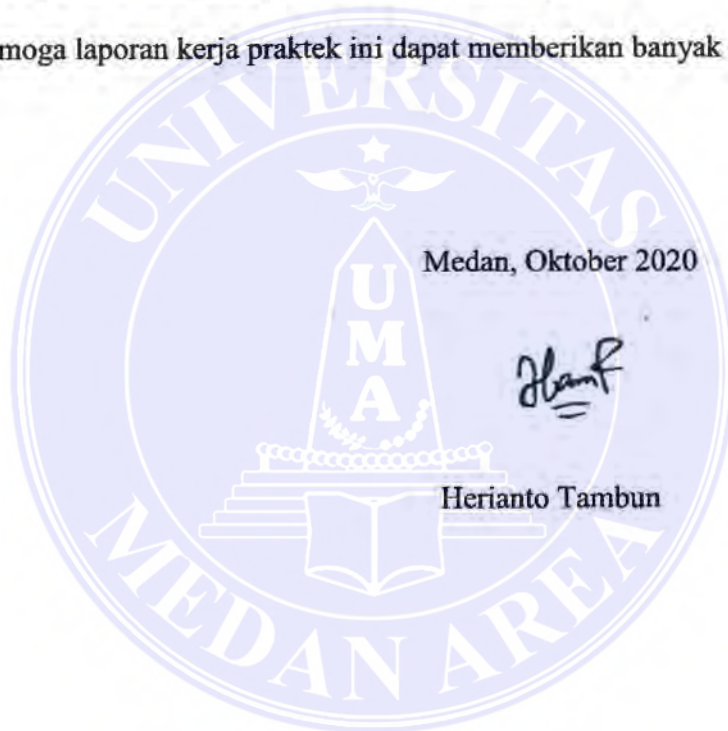 moga laporan kerja praktek ini dapat memberikan banyak
UNIVERSITAS
Medan, Oktober 2020
UMA
Herianto Tambun
MEDAN AREA